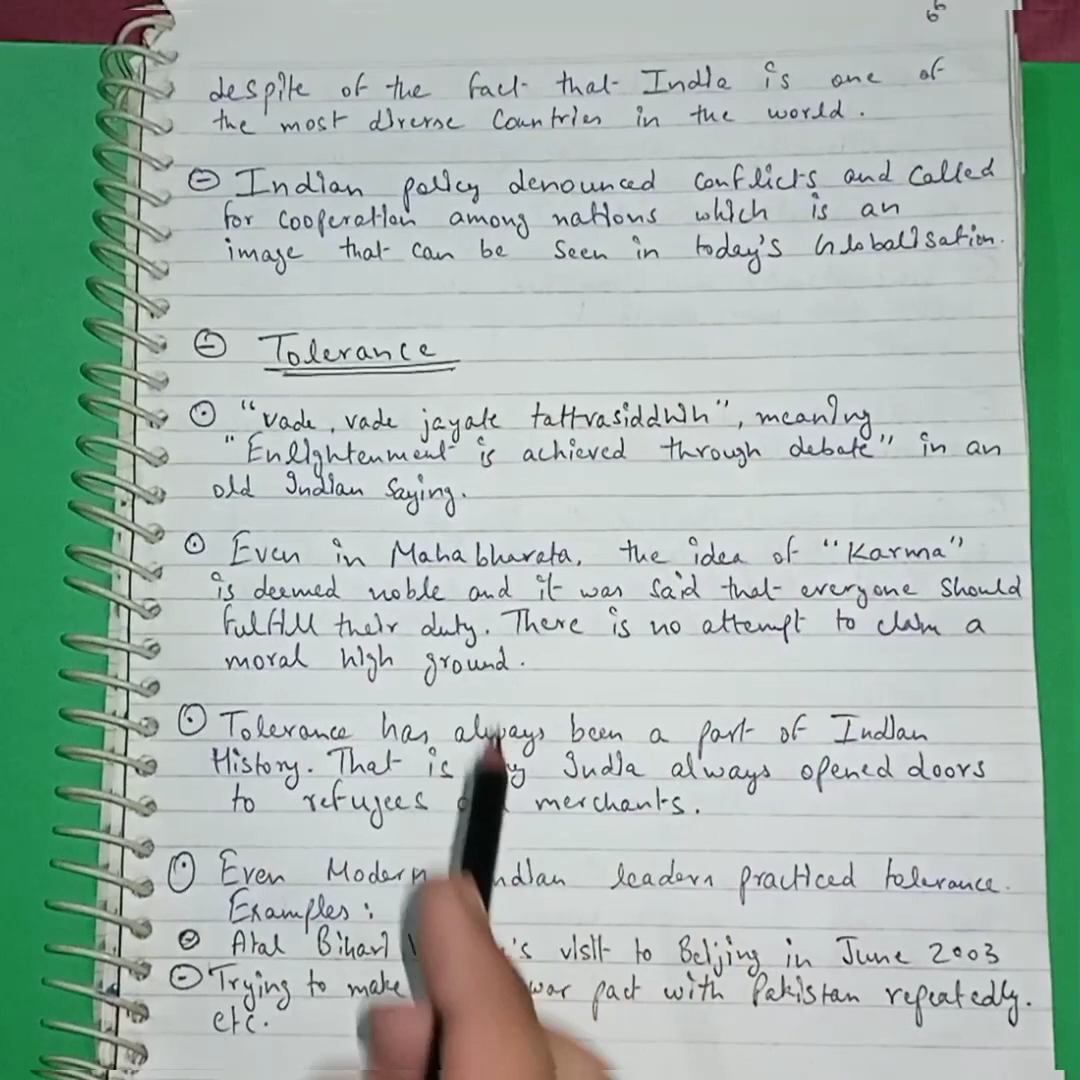 66
despite of the fact that India is one of
the most diverse Countries in the world.
Indian policy denounced conflicts and called
for cooperation among nations which is an
image that can be seen in today's Globalisation.
Tolerance
"vade, vade jayate tattvasiddhih", meaning
"Enlightenment is achieved through debate" in an
old Indian Saying.
Even in Mahabharata, the idea of "Karma"
is deemed noble and it was said that everyone should
fulfill their duty. There is no attempt to claim a
moral high ground.
Tolerance has always been a part of Indian
History. That is India always opened doors
to refugees merchants.
Even Modern Indian leaders practiced tolerance.
Examples:
Atal Bihari 's visit to Beijing in June 2003
Trying to make war pact with Pakistan repeatedly.
etc.